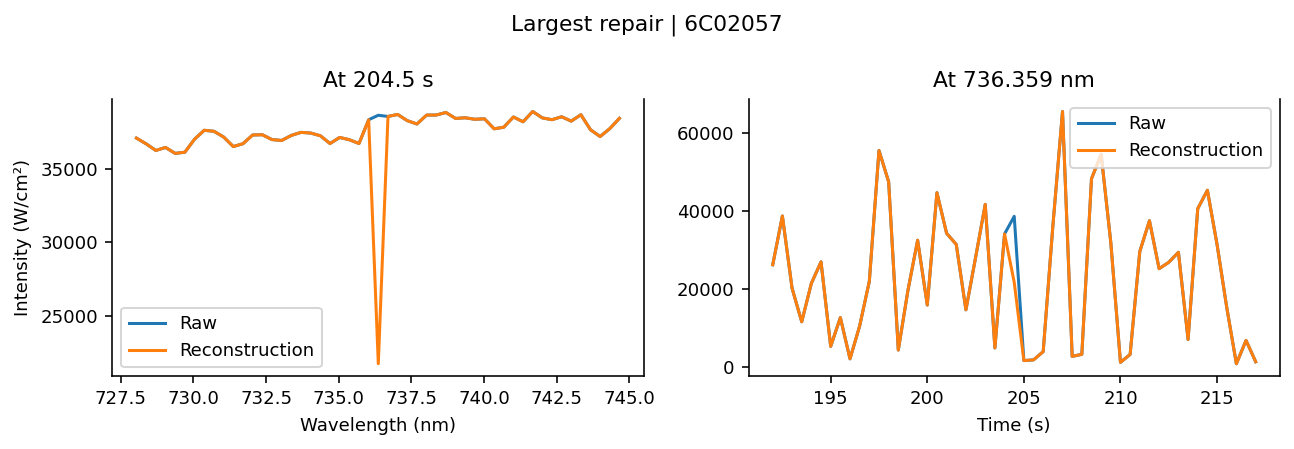 Largest repair | 6C02057
At 204.5 s
Intensity (W/cm²)
35000
30000
25000
Raw
Reconstruction
727.5 730.0 732.5 735.0 737.5 740.0 742.5 745.0
Wavelength (nm)
At 736.359 nm
60000
40000
20000
0
Raw
Reconstruction
195 200 205 210 215
Time (s)